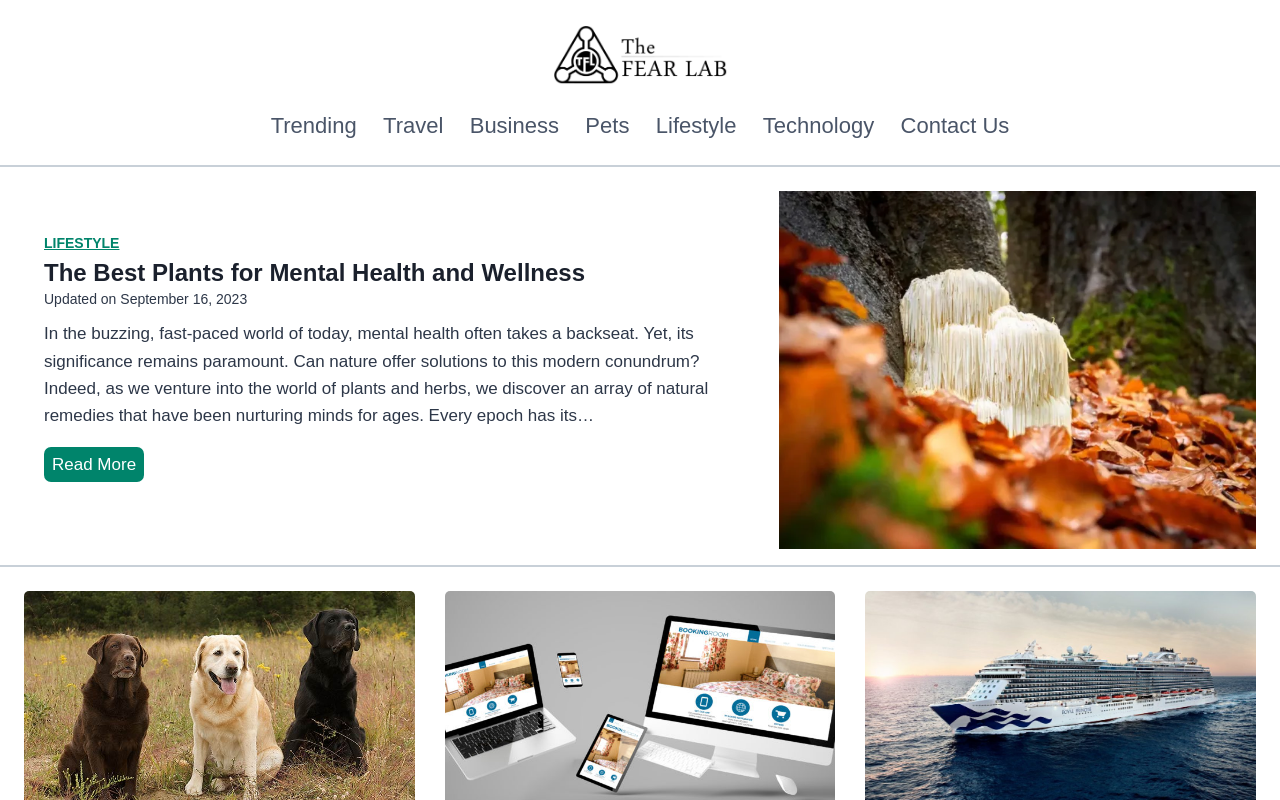 TFL
The
FEAR LAB
Trending
Travel
Business
Pets
Lifestyle
Technology
Contact Us
LIFESTYLE
The Best Plants for Mental Health and Wellness
Updated on September 16, 2023
In the buzzing, fast-paced world of today, mental health often takes a backseat. Yet, its
significance remains paramount. Can nature offer solutions to this modern conundrum?
Indeed, as we venture into the world of plants and herbs, we discover an array of natural
remedies that have been nurturing minds for ages. Every epoch has its…
Read More
BOOKINGROOM
BOOKINGROOM